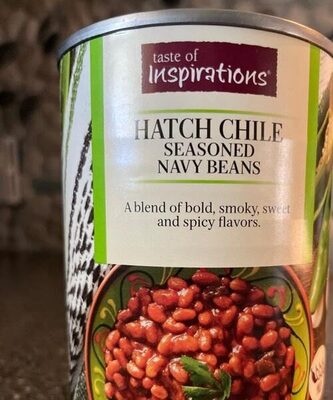 taste of
Inspirations®
HATCH CHILE
SEASONED
NAVY BEANS
A blend of bold, smoky, sweet
and spicy flavors.